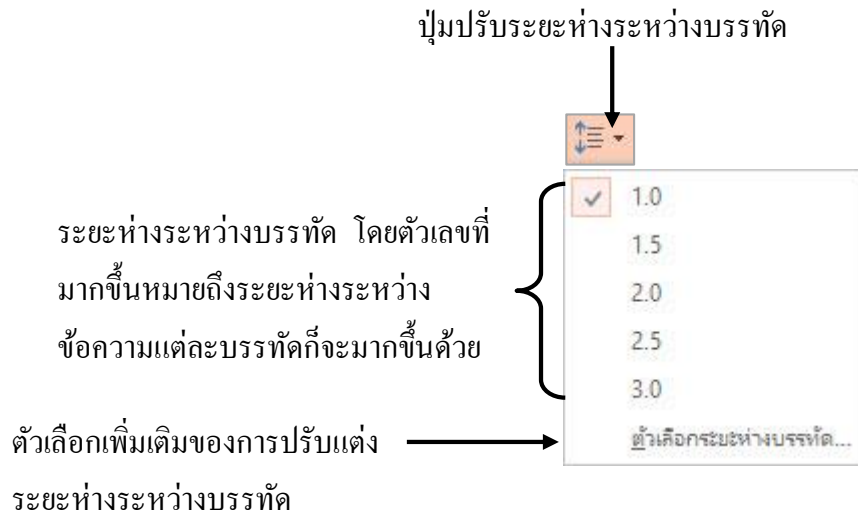 ปุ่มปรับระยะห่างระหว่างบรรทัด
1.0
ระยะห่างระหว่างบรรทัด โดยตัวเลขที่
1.5
มากขึ้นหมายถึงระยะห่างระหว่าง
2.0
ข้อความแต่ละบรรทัดก็จะมากขึ้นด้วย
2.5
3.0
ตัวเลือกเพิ่มเติมของการปรับแต่ง
ตัวเลือกระยะห่างบรรทัด...
ระยะห่างระหว่างบรรทัด